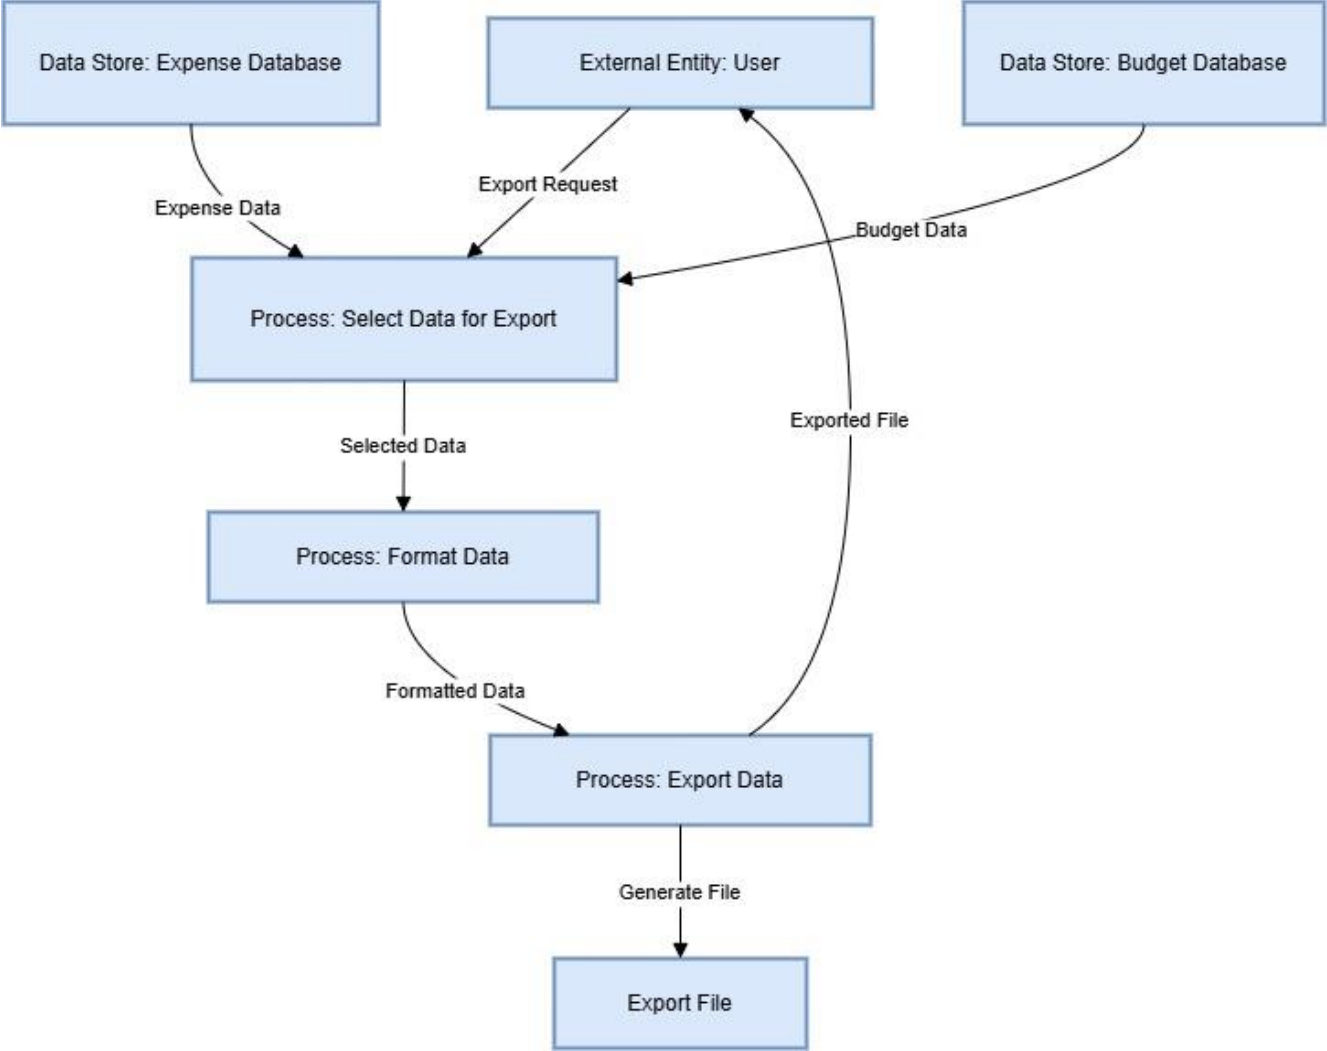 Data Store: Expense Database
External Entity: User
Data Store: Budget Database
Export Request
Expense Data
Budget Data
Process: Select Data for Export
Exported File
Selected Data
Process: Format Data
Formatted Data
Process: Export Data
Generate File
Export File